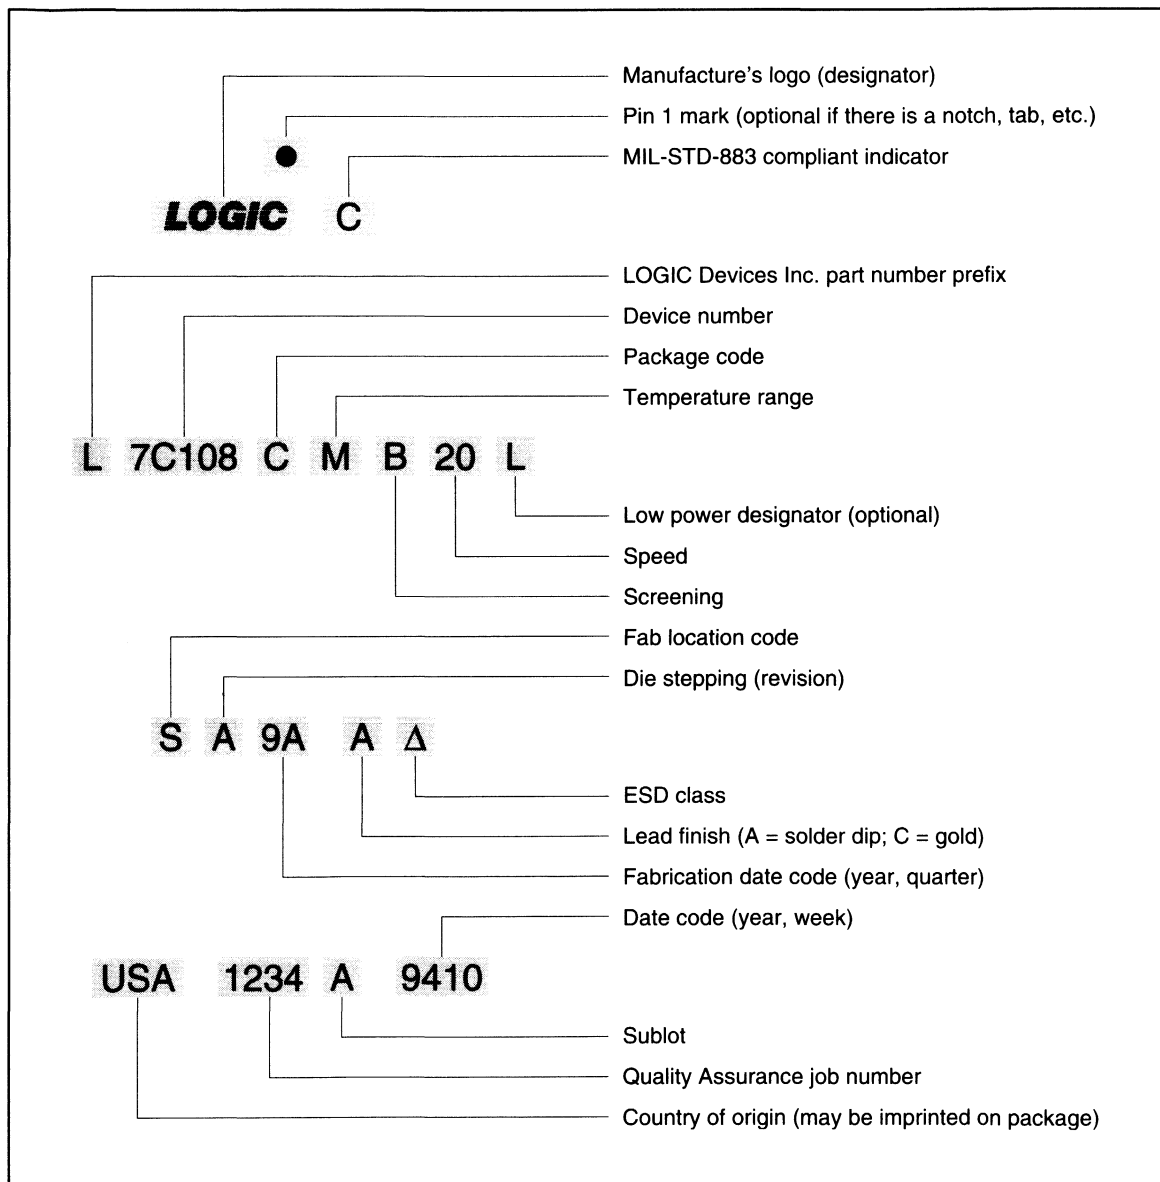 Manufacture's logo (designator)
Pin 1 mark (optional if there is a notch, tab, etc.)
MIL-STD-883 compliant indicator
LOGIC C
LOGIC Devices Inc. part number prefix
Device number
Package code
Temperature range
L 7C108 C M B 20 L
Low power designator (optional)
Speed
Screening
Fab location code
Die stepping (revision)
S A 9A A Δ
ESD class
Lead finish (A = solder dip; C = gold)
Fabrication date code (year, quarter)
Date code (year, week)
USA 1234 A 9410
Sublot
Quality Assurance job number
Country of origin (may be imprinted on package)